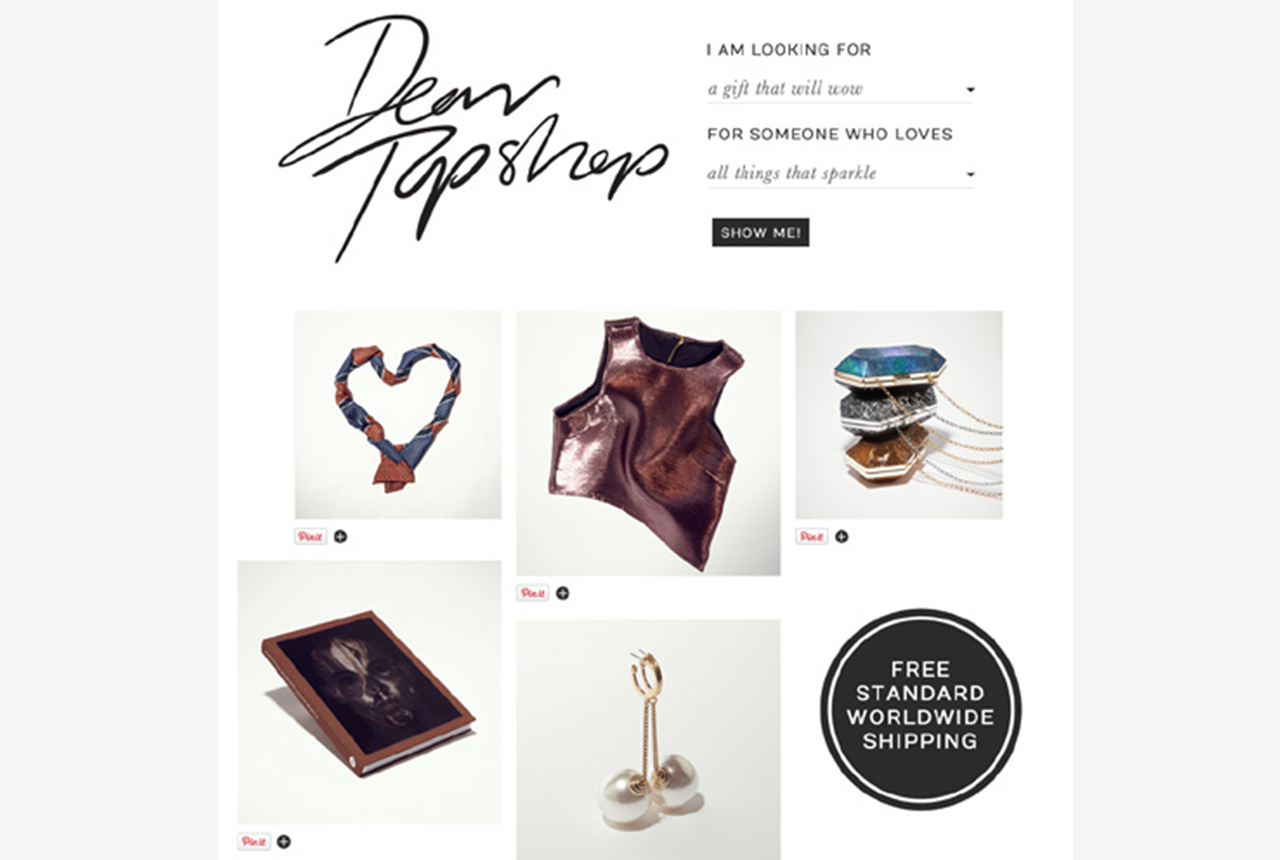 Dear
Topshop
I AM LOOKING FOR
a gift that will wow
FOR SOMEONE WHO LOVES
all things that sparkle
SHOW ME!
Pin it
Pin it
Pin it
FREE
STANDARD
WORLDWIDE
SHIPPING
Pin it